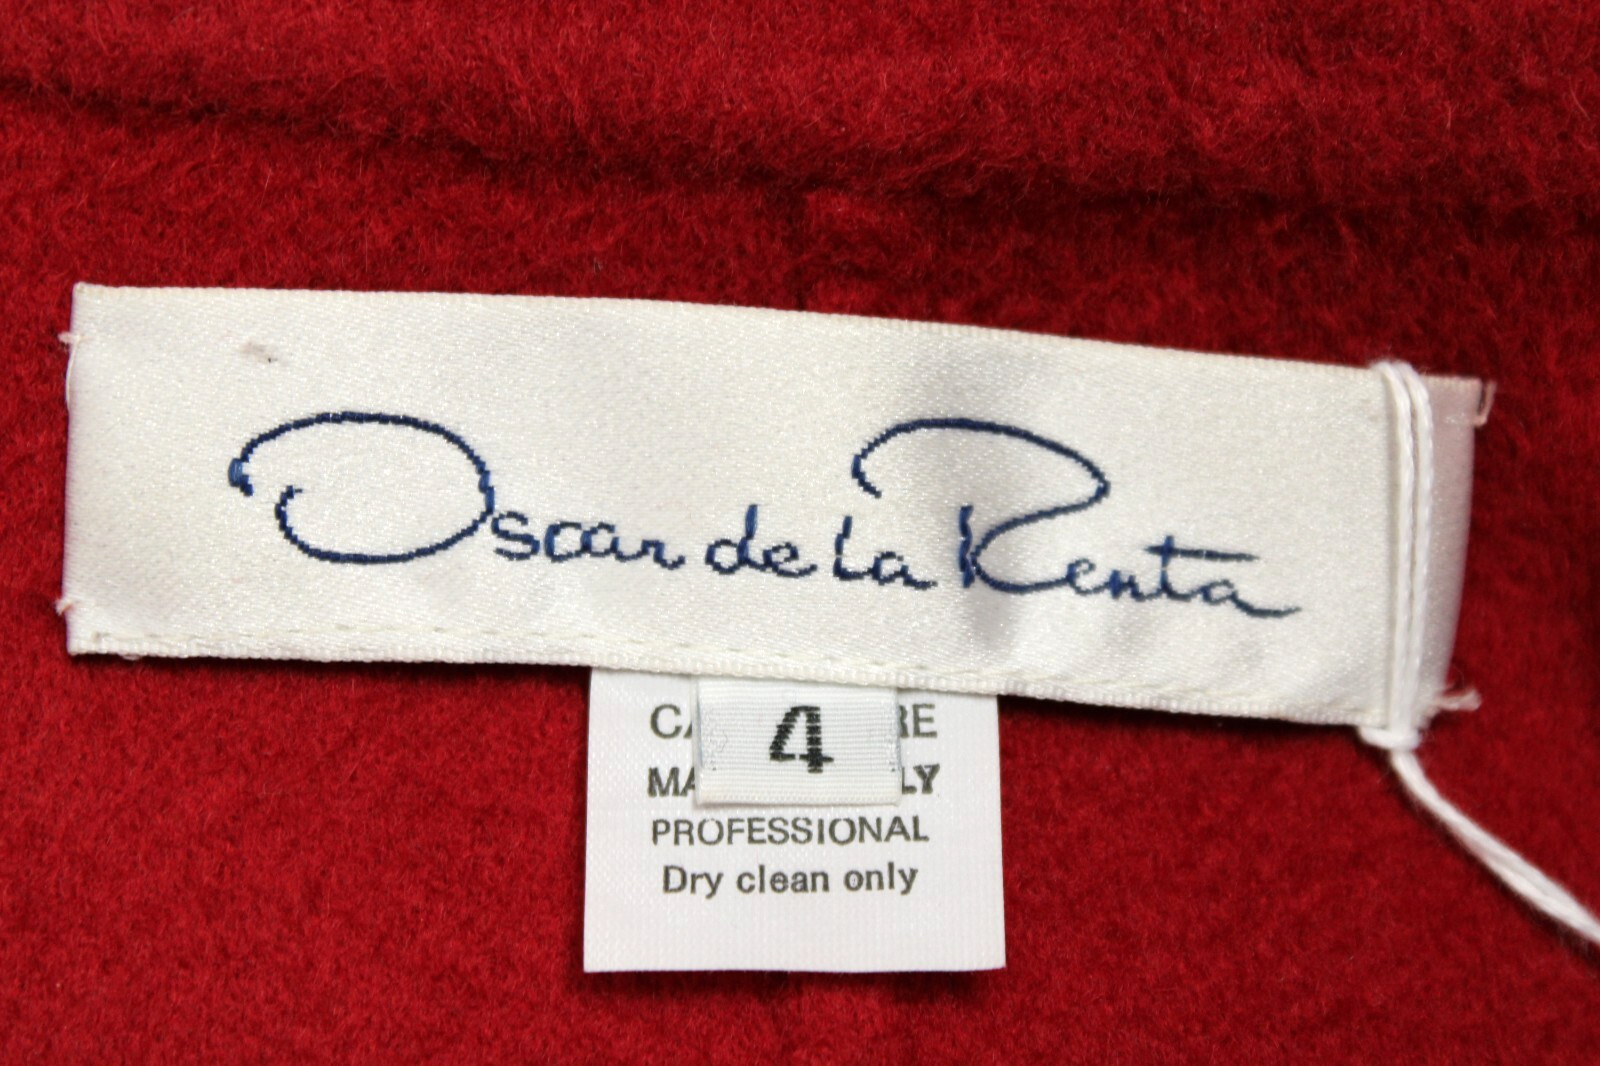 Oscar de la Renta
4
PROFESSIONAL
Dry clean only